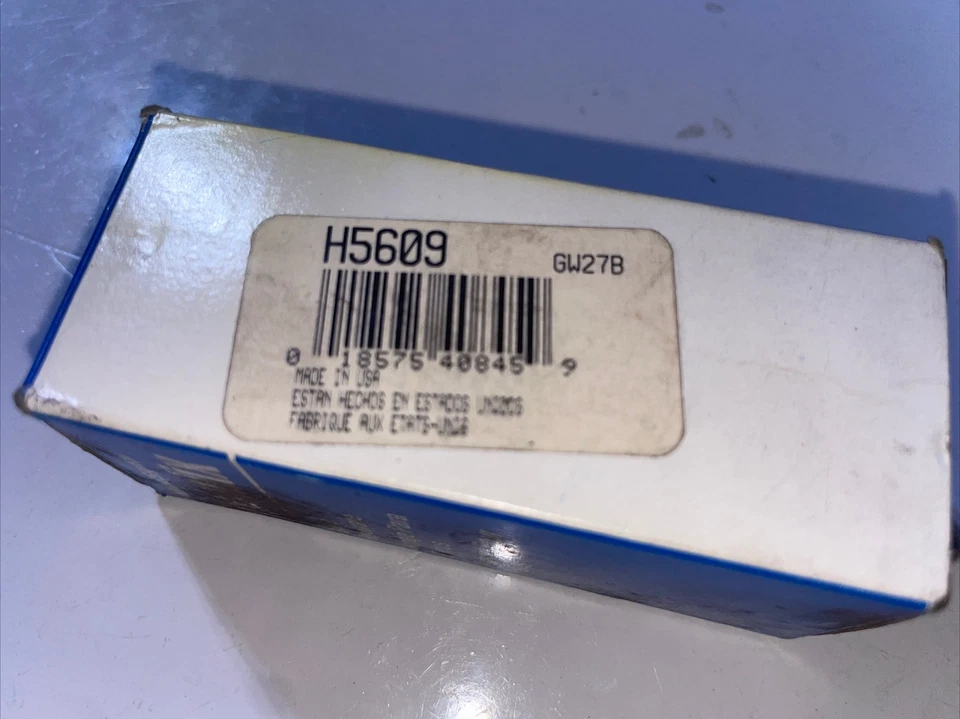 H5609
GW27B
0 18575 40845 9
MADE IN USA
ESTAN HECHOS EN ESTADOS UNIDOS
FABRIQUE AUX ETATS-UNIS